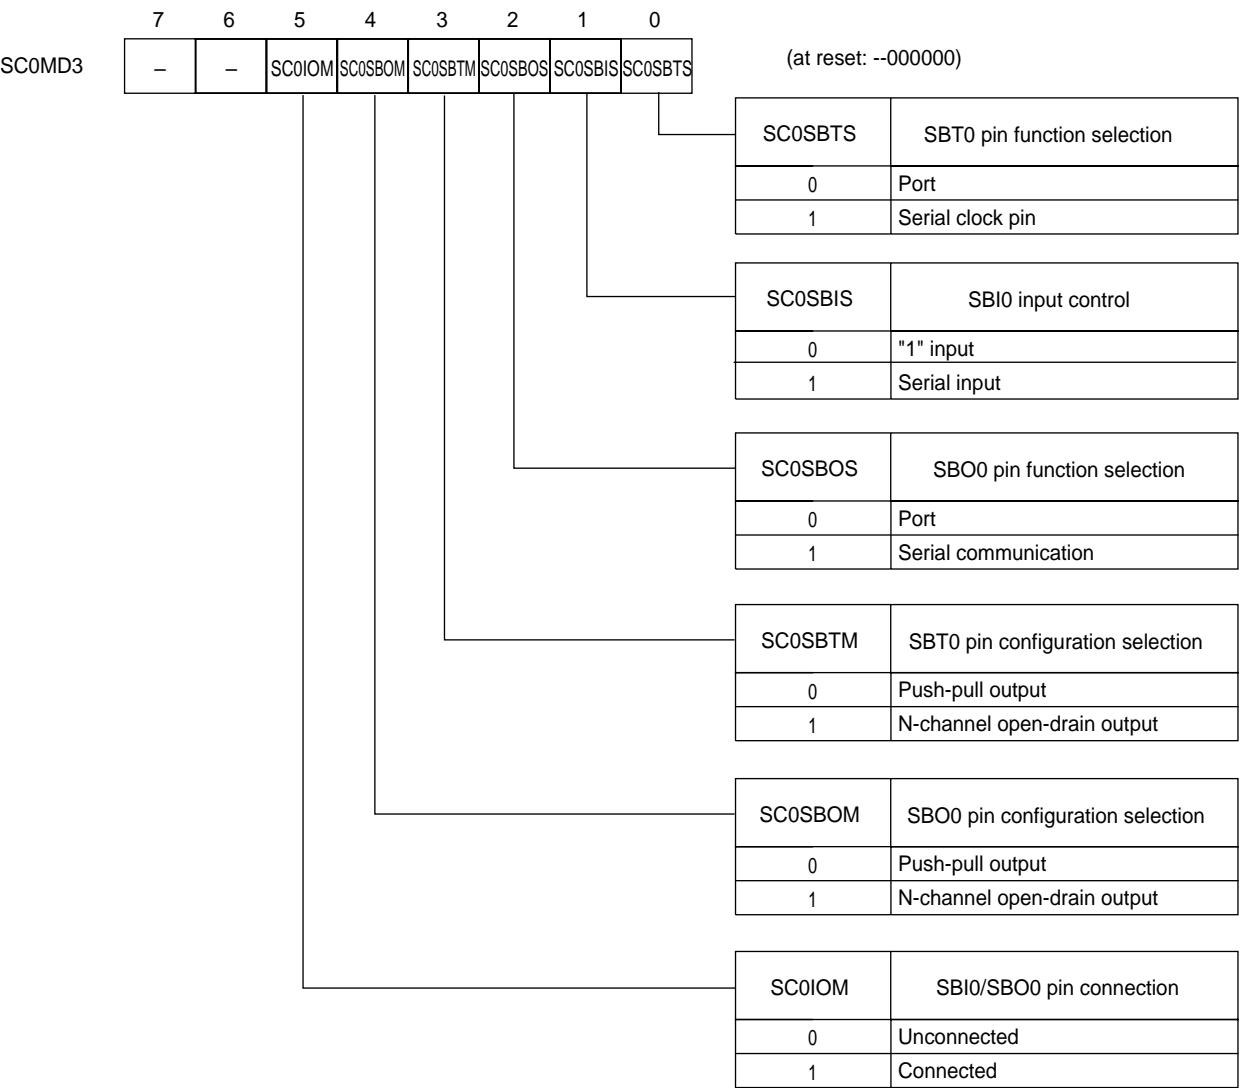 7 6 5 4 3 2 1 0
SC0MD3 – – SC0IOM SC0SBOM SC0SBTM SC0SBOS SC0SBIS SC0SBTS (at reset: --000000)
SC0SBTS SBT0 pin function selection
0 Port
1 Serial clock pin
SC0SBIS SBI0 input control
0 "1" input
1 Serial input
SC0SBOS SBO0 pin function selection
0 Port
1 Serial communication
SC0SBTM SBT0 pin configuration selection
0 Push-pull output
1 N-channel open-drain output
SC0SBOM SBO0 pin configuration selection
0 Push-pull output
1 N-channel open-drain output
SC0IOM SBI0/SBO0 pin connection
0 Unconnected
1 Connected